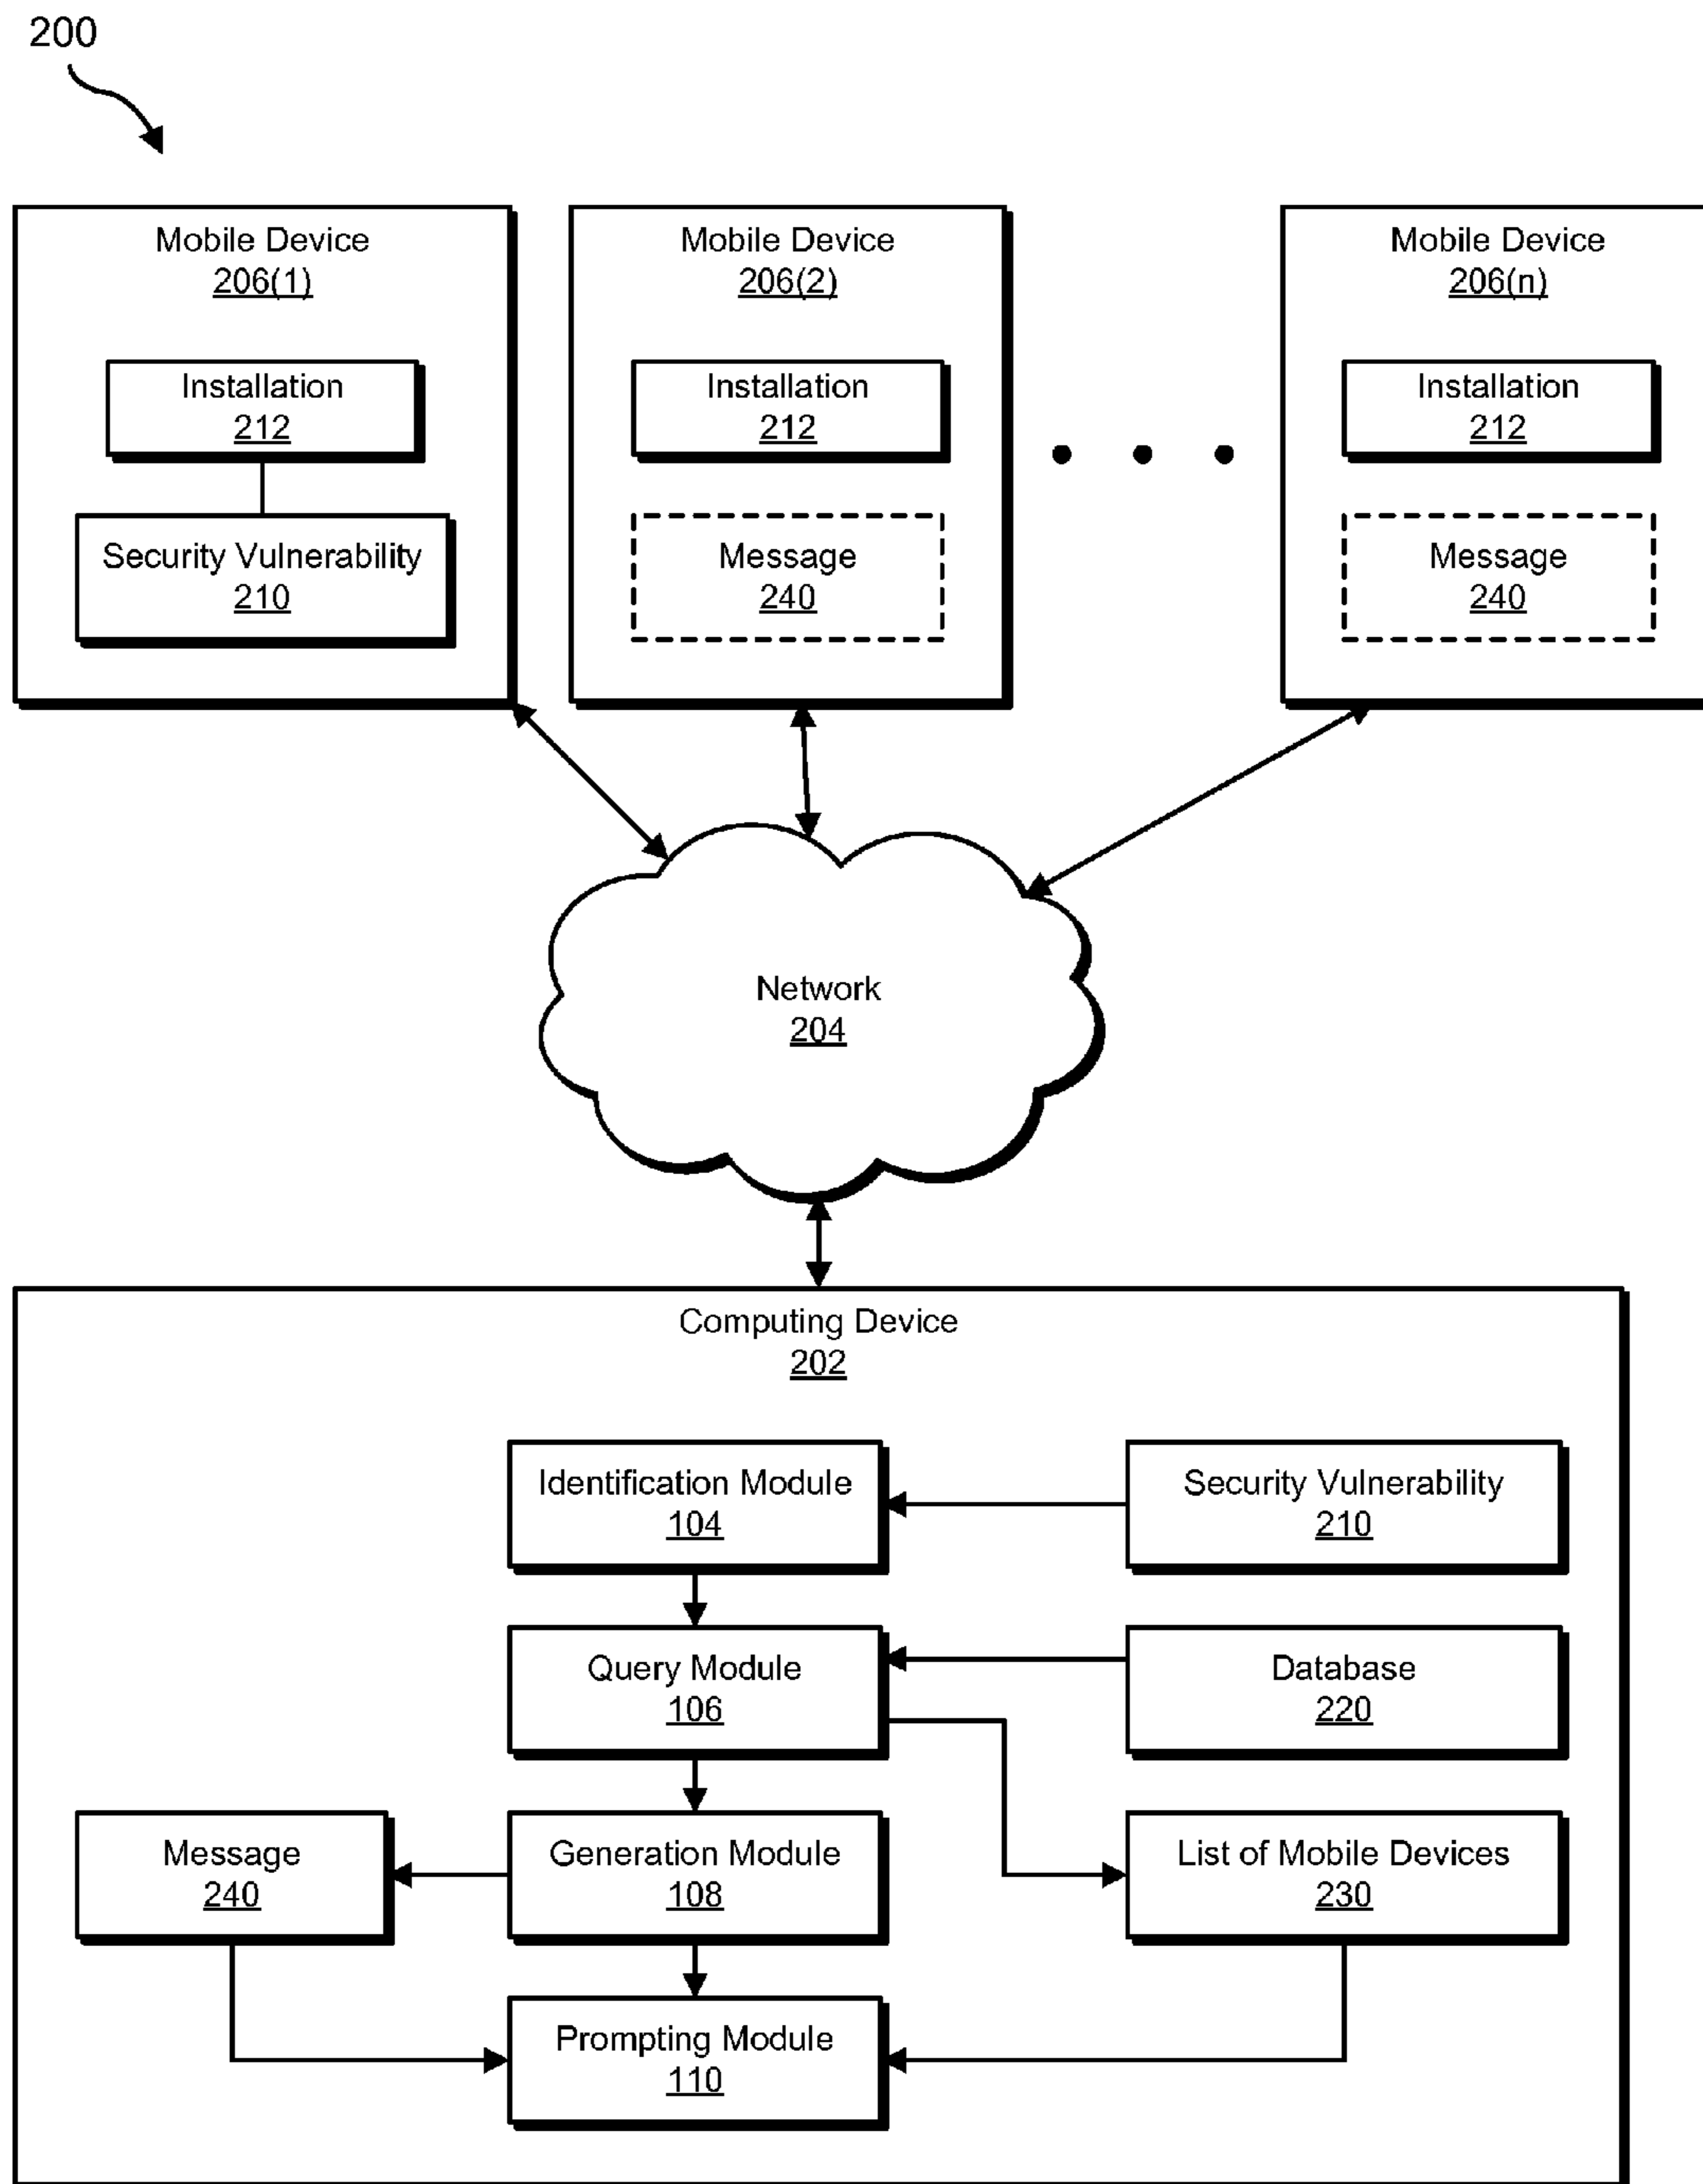 200
Mobile Device
206(1)
Installation
212
Security Vulnerability
210
Mobile Device
206(2)
Installation
212
Message
240
Mobile Device
206(n)
Installation
212
Message
240
Network
204
Computing Device
202
Identification Module
104
Security Vulnerability
210
Query Module
106
Database
220
Message
240
Generation Module
108
List of Mobile Devices
230
Prompting Module
110